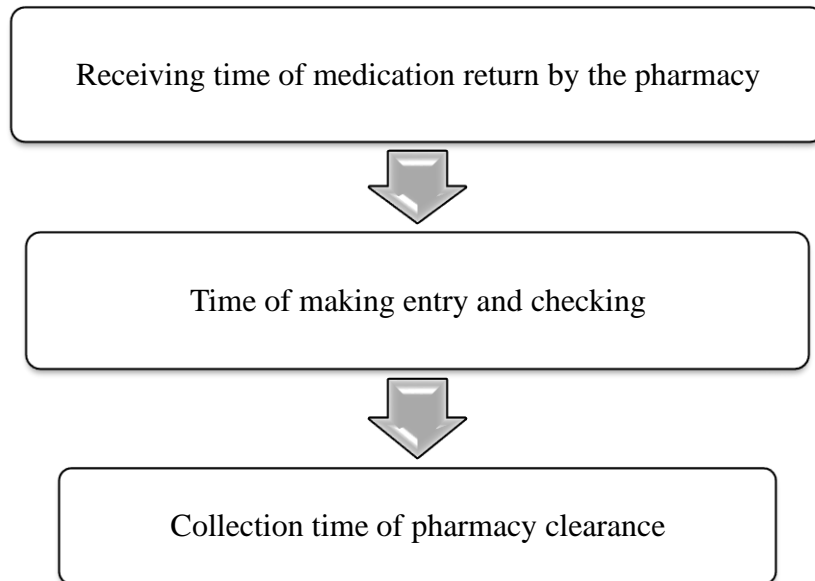 Receiving time of medication return by the pharmacy
Time of making entry and checking
Collection time of pharmacy clearance